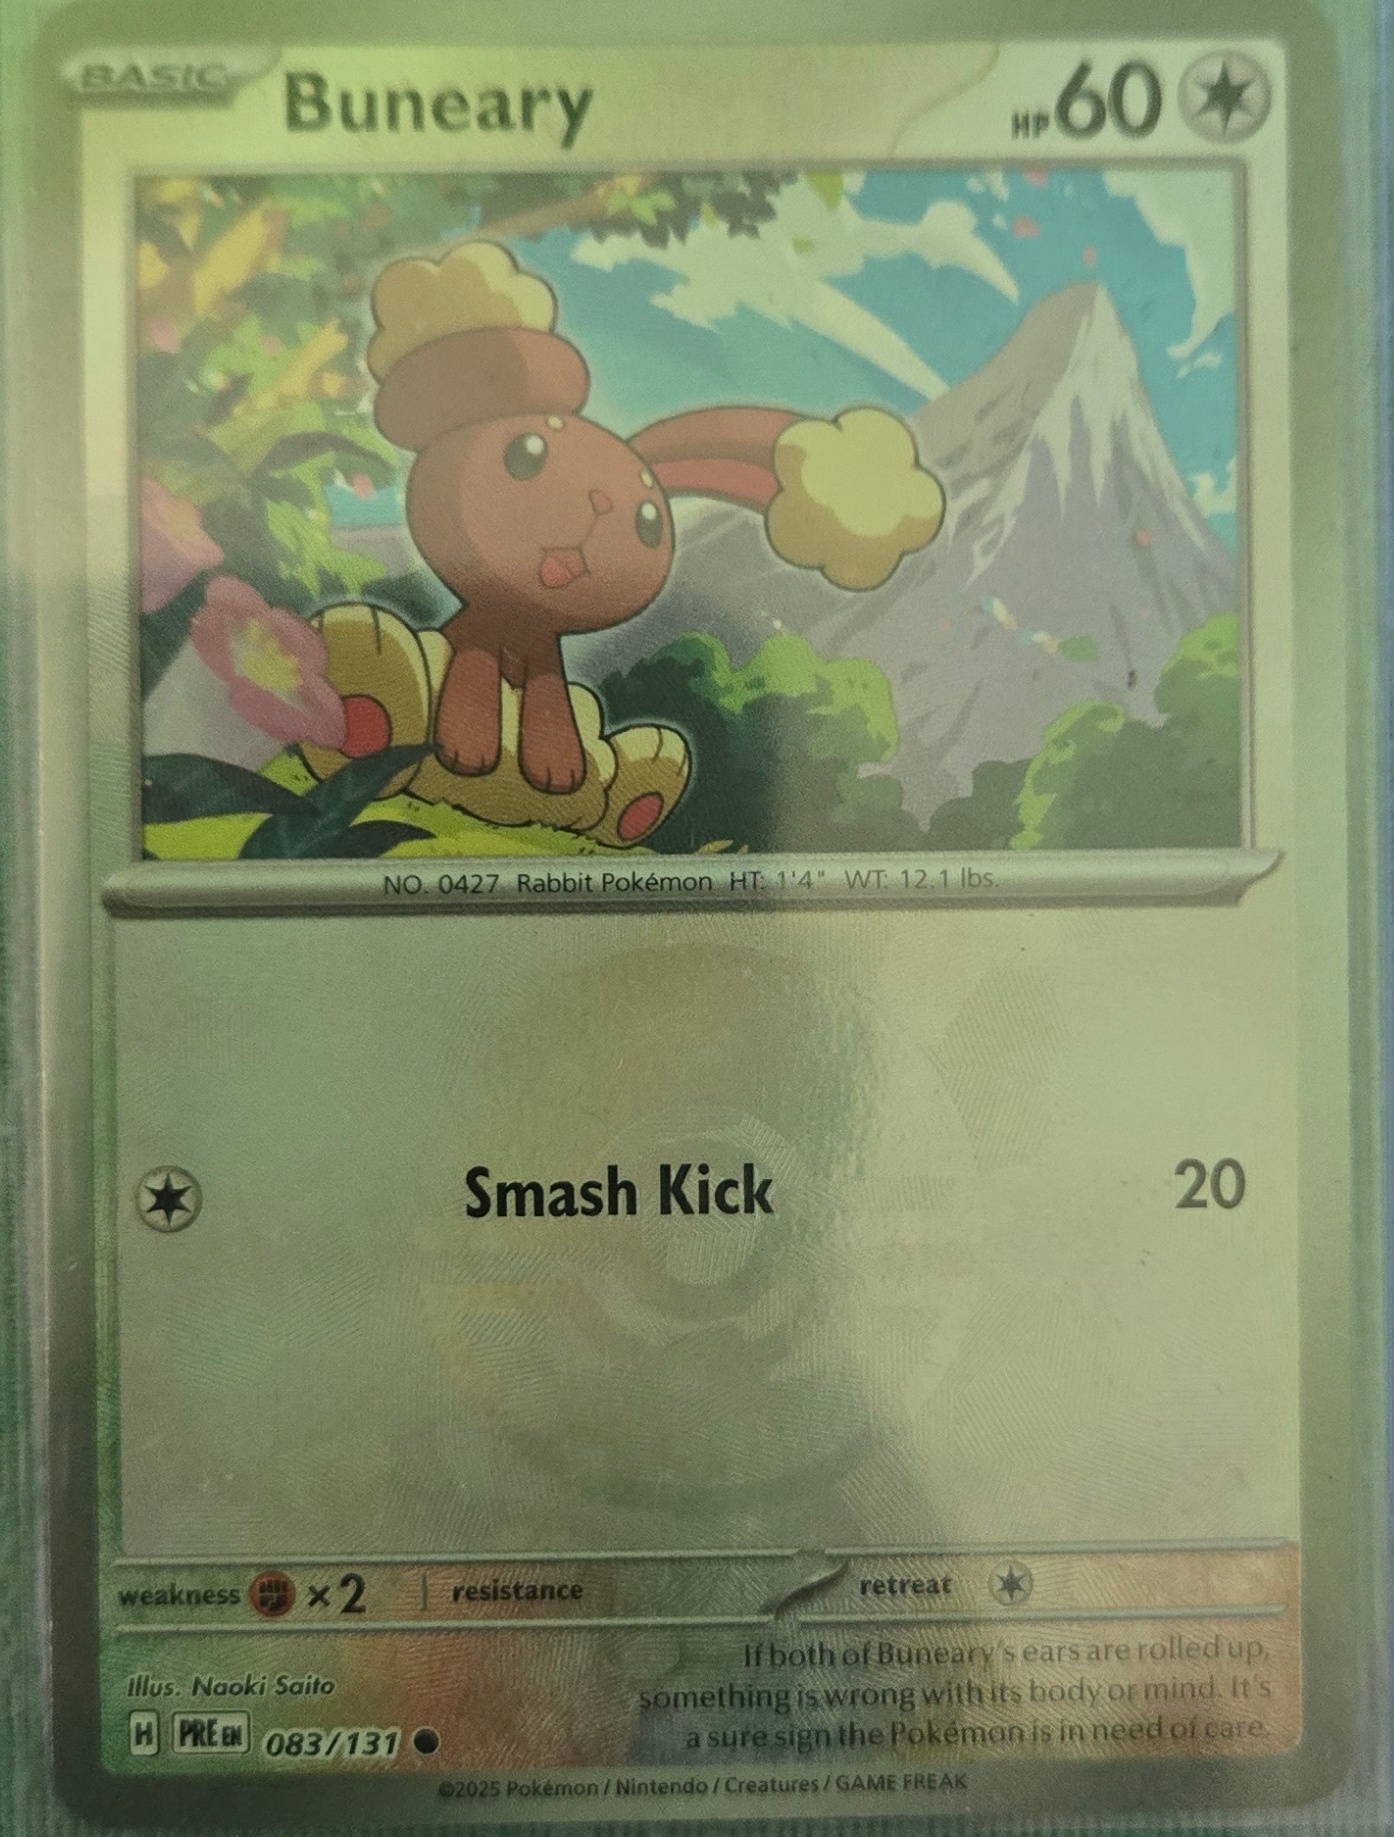 BASIC Buneary HP 60
NO. 0427 Rabbit Pokémon HT: 1'4" WT: 12.1 lbs.
Smash Kick 20
weakness ×2 resistance retreat
If both of Buneary's ears are rolled up,
something is wrong with its body or mind. It's
a sure sign the Pokémon is in need of care.
Illus. Naoki Saito
H PRE EN 083/131
©2025 Pokémon / Nintendo / Creatures / GAME FREAK